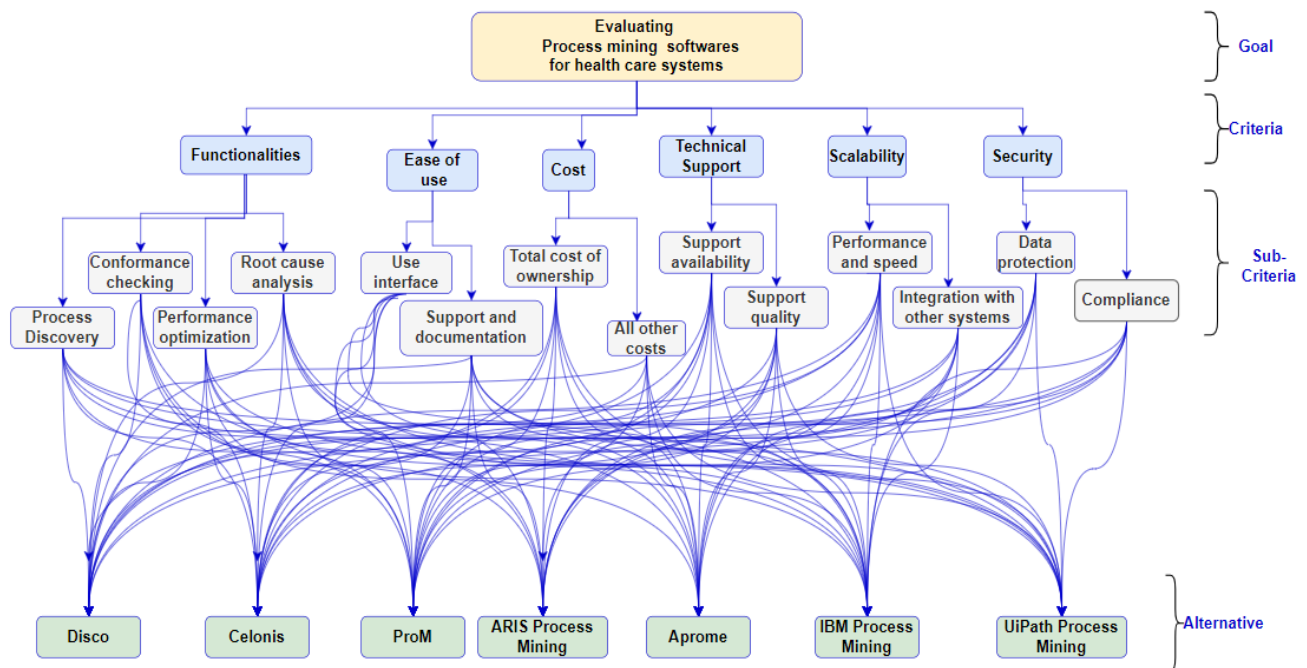 Evaluating
Process mining softwares
for health care systems
Goal
Functionalities
Ease of
use
Cost
Technical
Support
Scalability
Security
Criteria
Process
Discovery
Conformance
checking
Performance
optimization
Root cause
analysis
Use
interface
Support and
documentation
Total cost of
ownership
All other
costs
Support
availability
Support
quality
Performance
and speed
Integration with
other systems
Data
protection
Compliance
Sub-
Criteria
Disco
Celonis
ProM
ARIS Process
Mining
Aprome
IBM Process
Mining
UiPath Process
Mining
Alternative